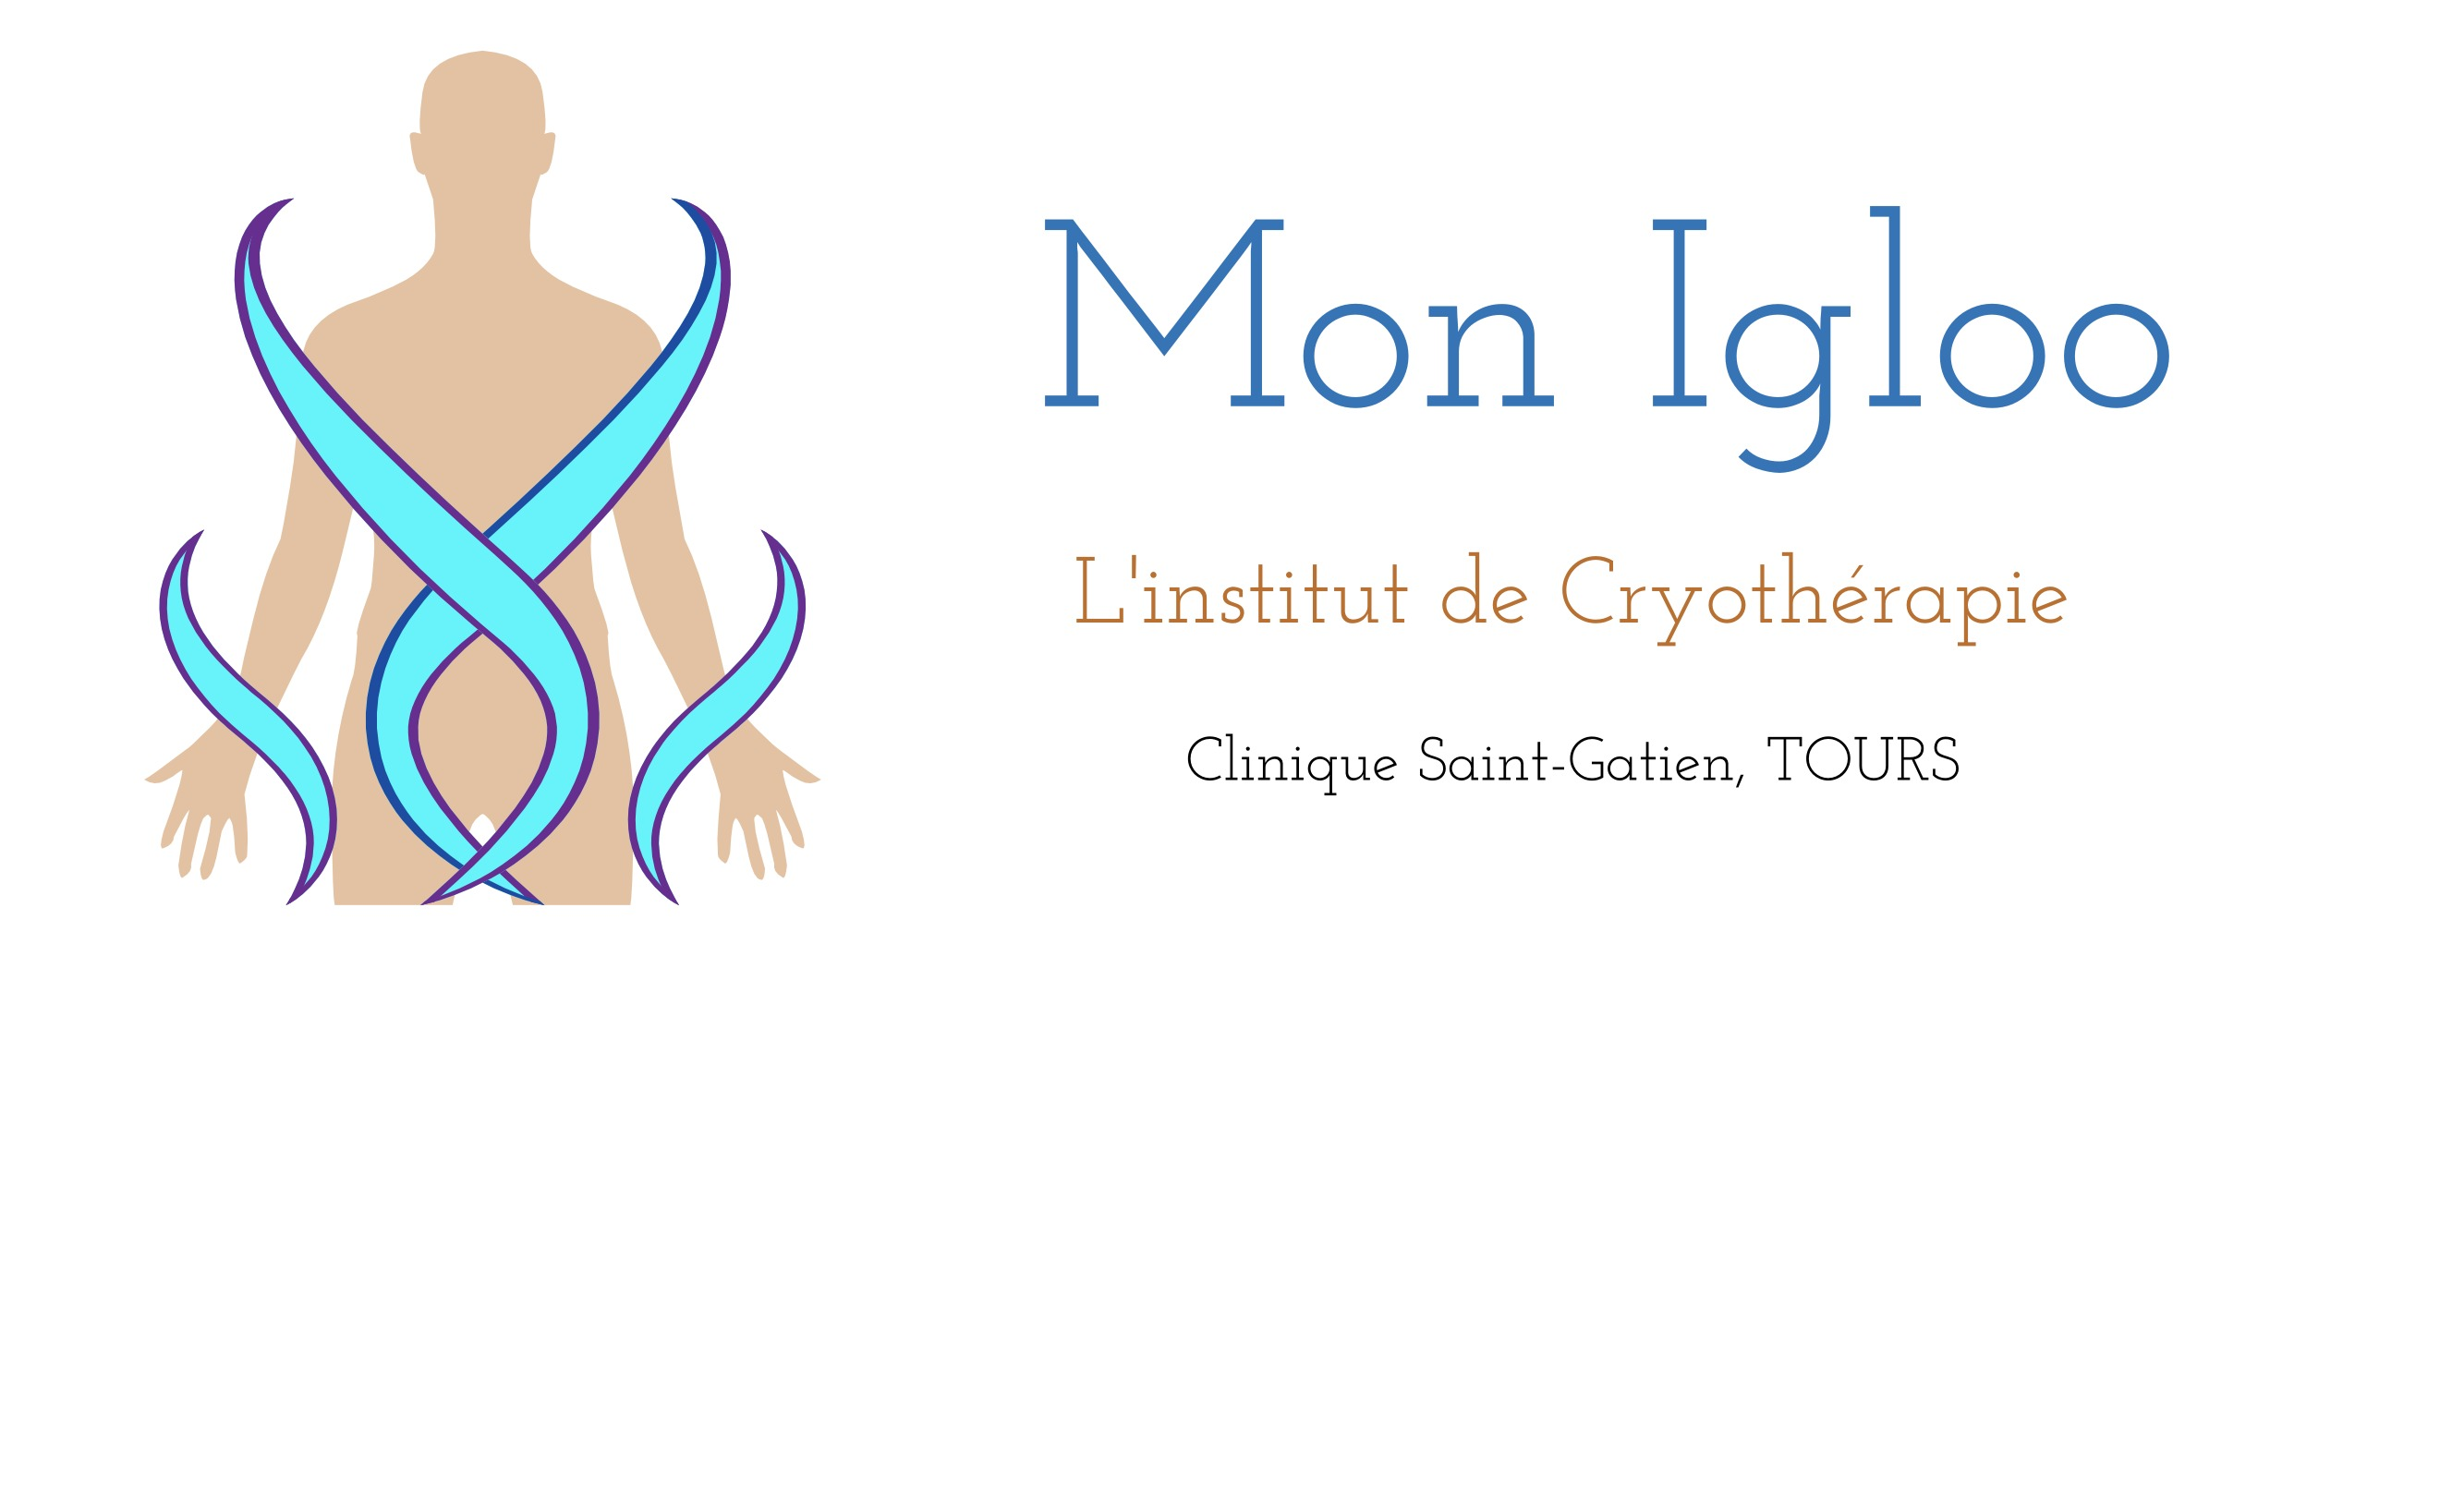 Mon Igloo
L'institut de Cryothérapie
Clinique Saint-Gatien, TOURS